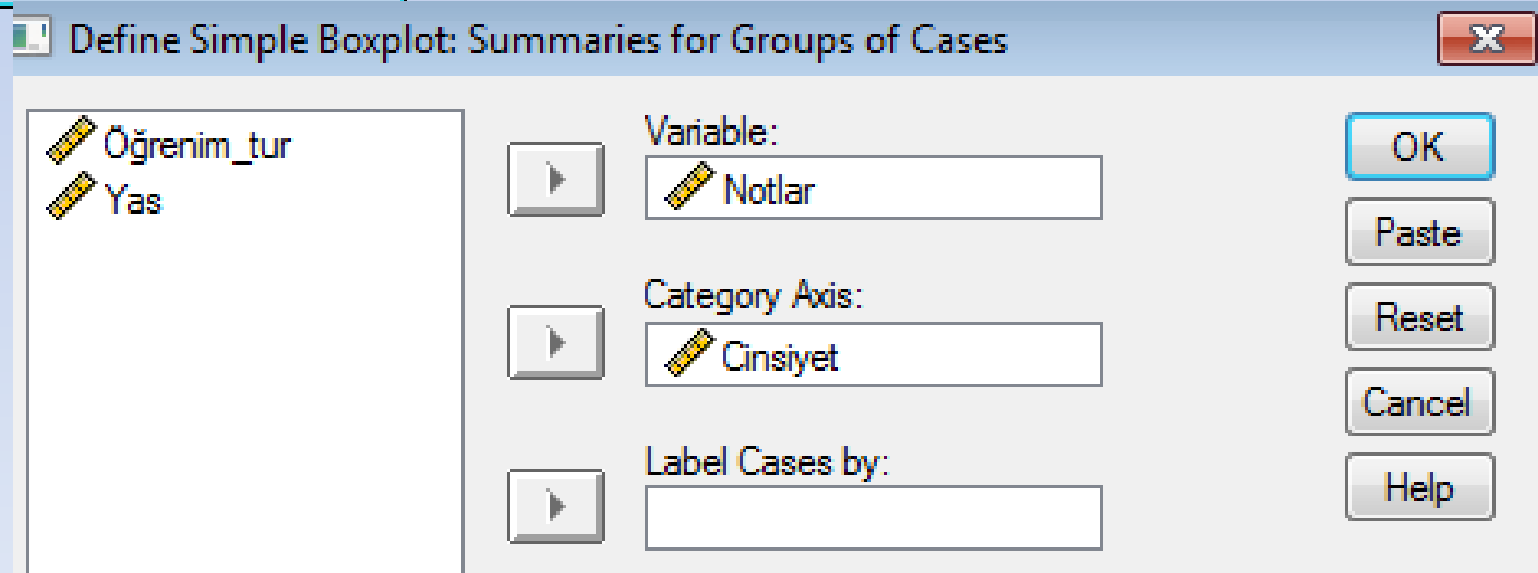 Define Simple Boxplot: Summaries for Groups of Cases
Öğrenim_tur
Yas
Variable:
Notlar
Category Axis:
Cinsiyet
Label Cases by:
OK
Paste
Reset
Cancel
Help